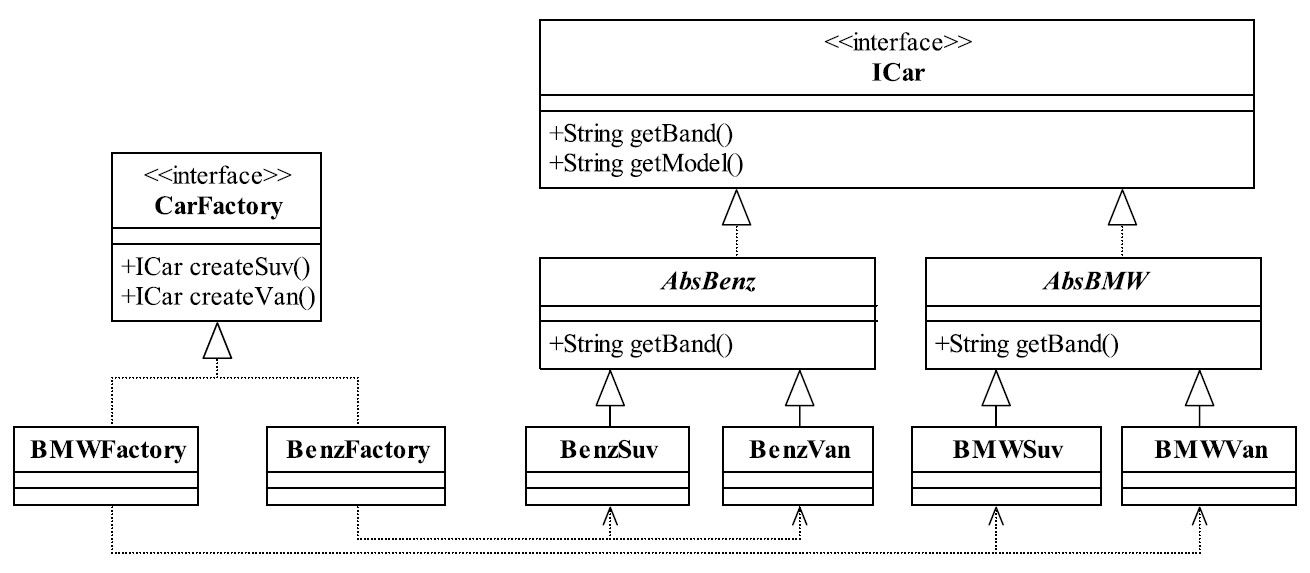 <<interface>>
ICar
+String getBand()
+String getModel()
<<interface>>
CarFactory
+ICar createSuv()
+ICar createVan()
AbsBenz
+String getBand()
AbsBMW
+String getBand()
BMWFactory
BenzFactory
BenzSuv
BenzVan
BMWSuv
BMWVan